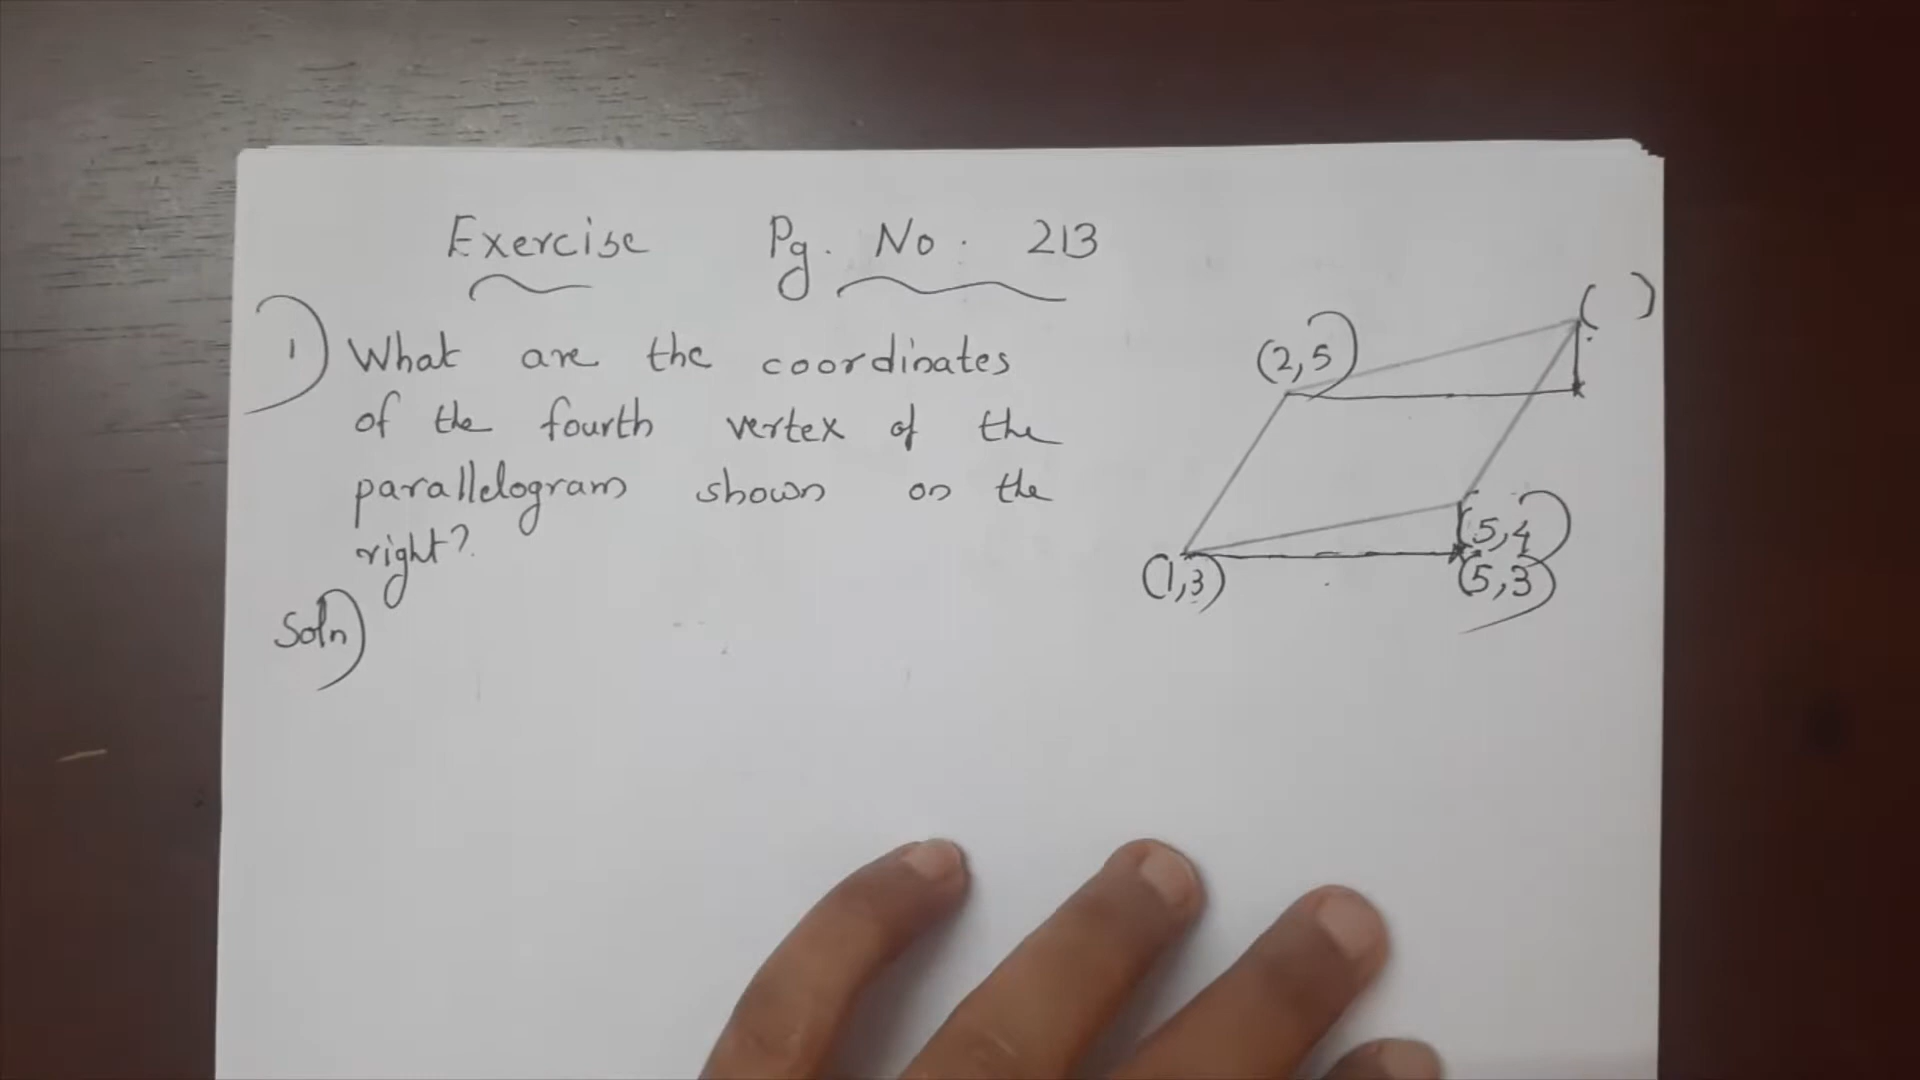 Exercise Pg. No. 213
1) What are the coordinates
of the fourth vertex of the
parallelogram shown on the
right?
Soln)
( )
(2,5)
(5,4)
(1,3)
(5,3)